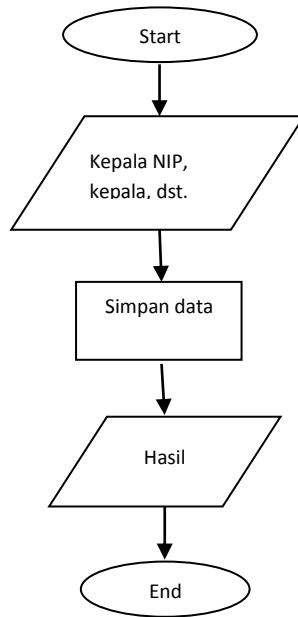 Start
Kepala NIP,
kepala, dst.
Simpan data
Hasil
End